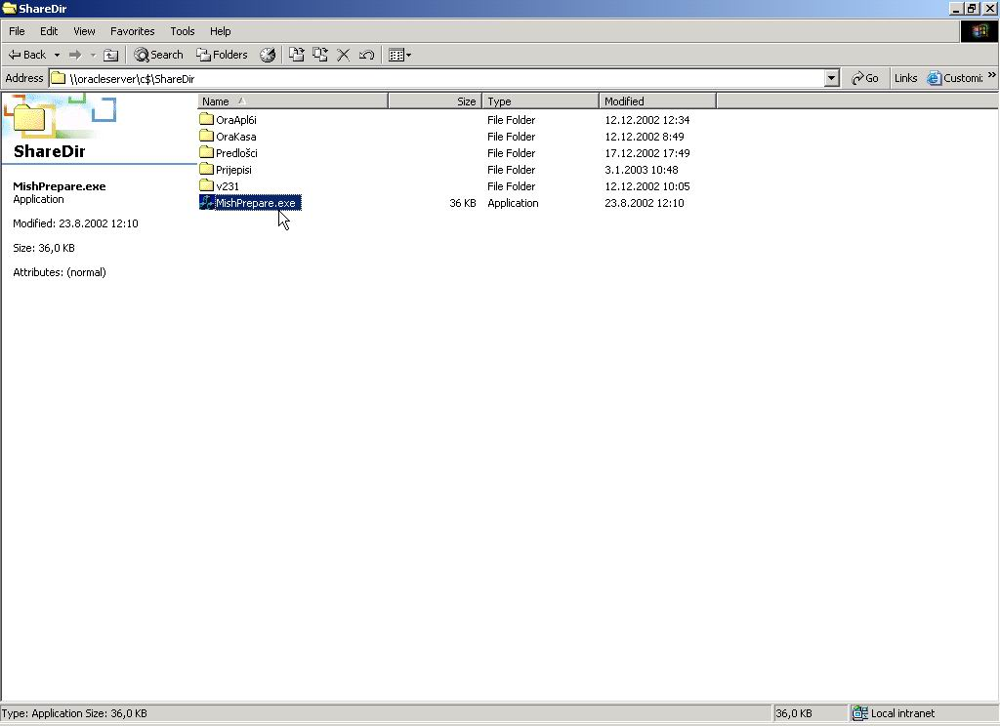 ShareDir
File Edit View Favorites Tools Help
Back Search Folders
Address \\oracleserver\c$\ShareDir Go Links Customi: »
Name Size Type Modified
OraApl6i File Folder 12.12.2002 12:34
OraKasa File Folder 12.12.2002 8:49
Predlošci File Folder 17.12.2002 17:49
Prijepisi File Folder 3.1.2003 10:48
v231 File Folder 12.12.2002 10:05
MishPrepare.exe 36 KB Application 23.8.2002 12:10
ShareDir
MishPrepare.exe
Application
Modified: 23.8.2002 12:10
Size: 36,0 KB
Attributes: (normal)
Type: Application Size: 36,0 KB 36,0 KB Local intranet